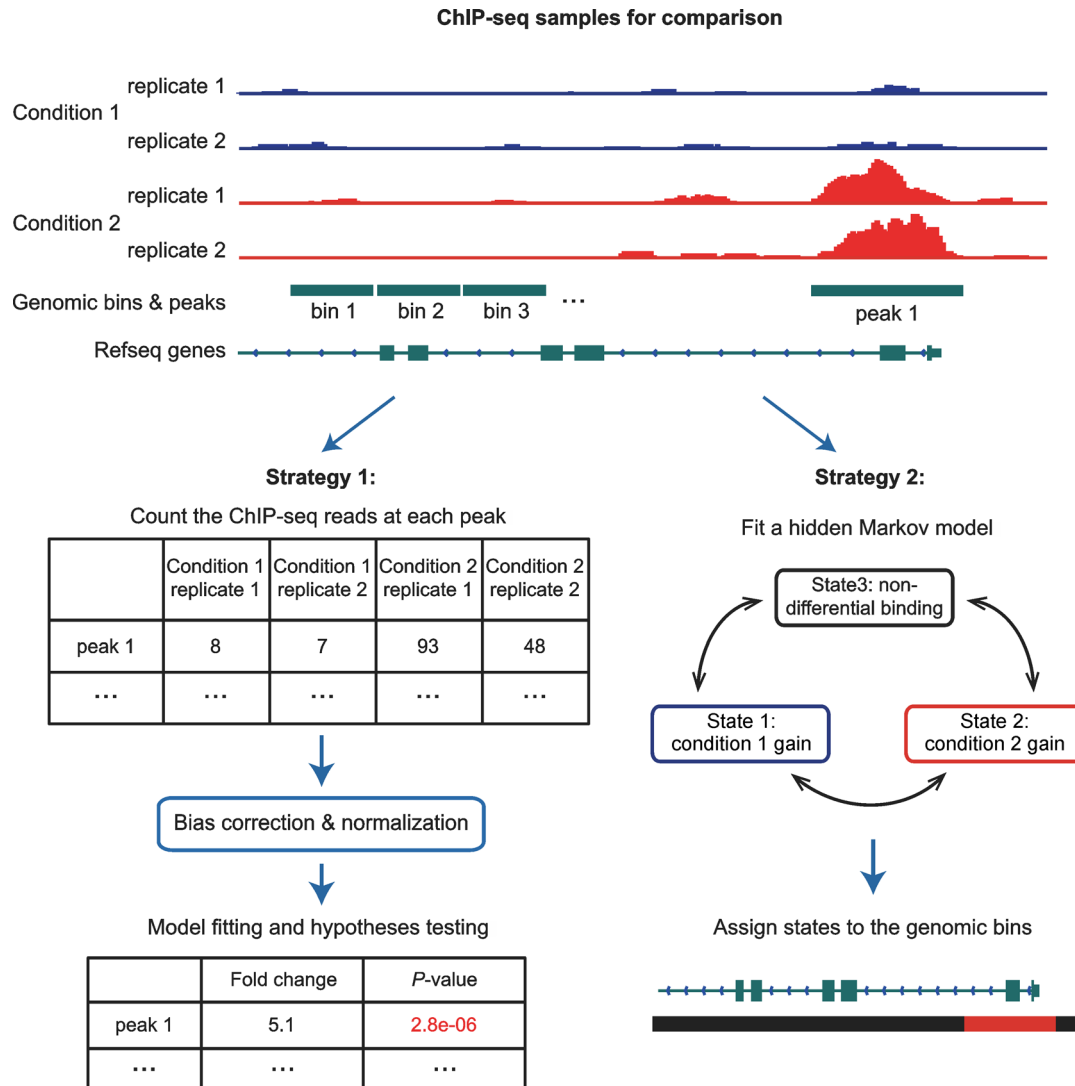 ChIP-seq samples for comparison
replicate 1
Condition 1
replicate 2
replicate 1
Condition 2
replicate 2
Genomic bins & peaks
bin 1 bin 2 bin 3 ... peak 1
Refseq genes
Strategy 1:
Count the ChIP-seq reads at each peak
Condition 1 Condition 1 Condition 2 Condition 2
replicate 1 replicate 2 replicate 1 replicate 2
peak 1 8 7 93 48
... ... ... ... ...
Bias correction & normalization
Model fitting and hypotheses testing
Fold change P-value
peak 1 5.1 2.8e-06
... ... ...
Strategy 2:
Fit a hidden Markov model
State3: non-
differential binding
State 1:
condition 1 gain
State 2:
condition 2 gain
Assign states to the genomic bins